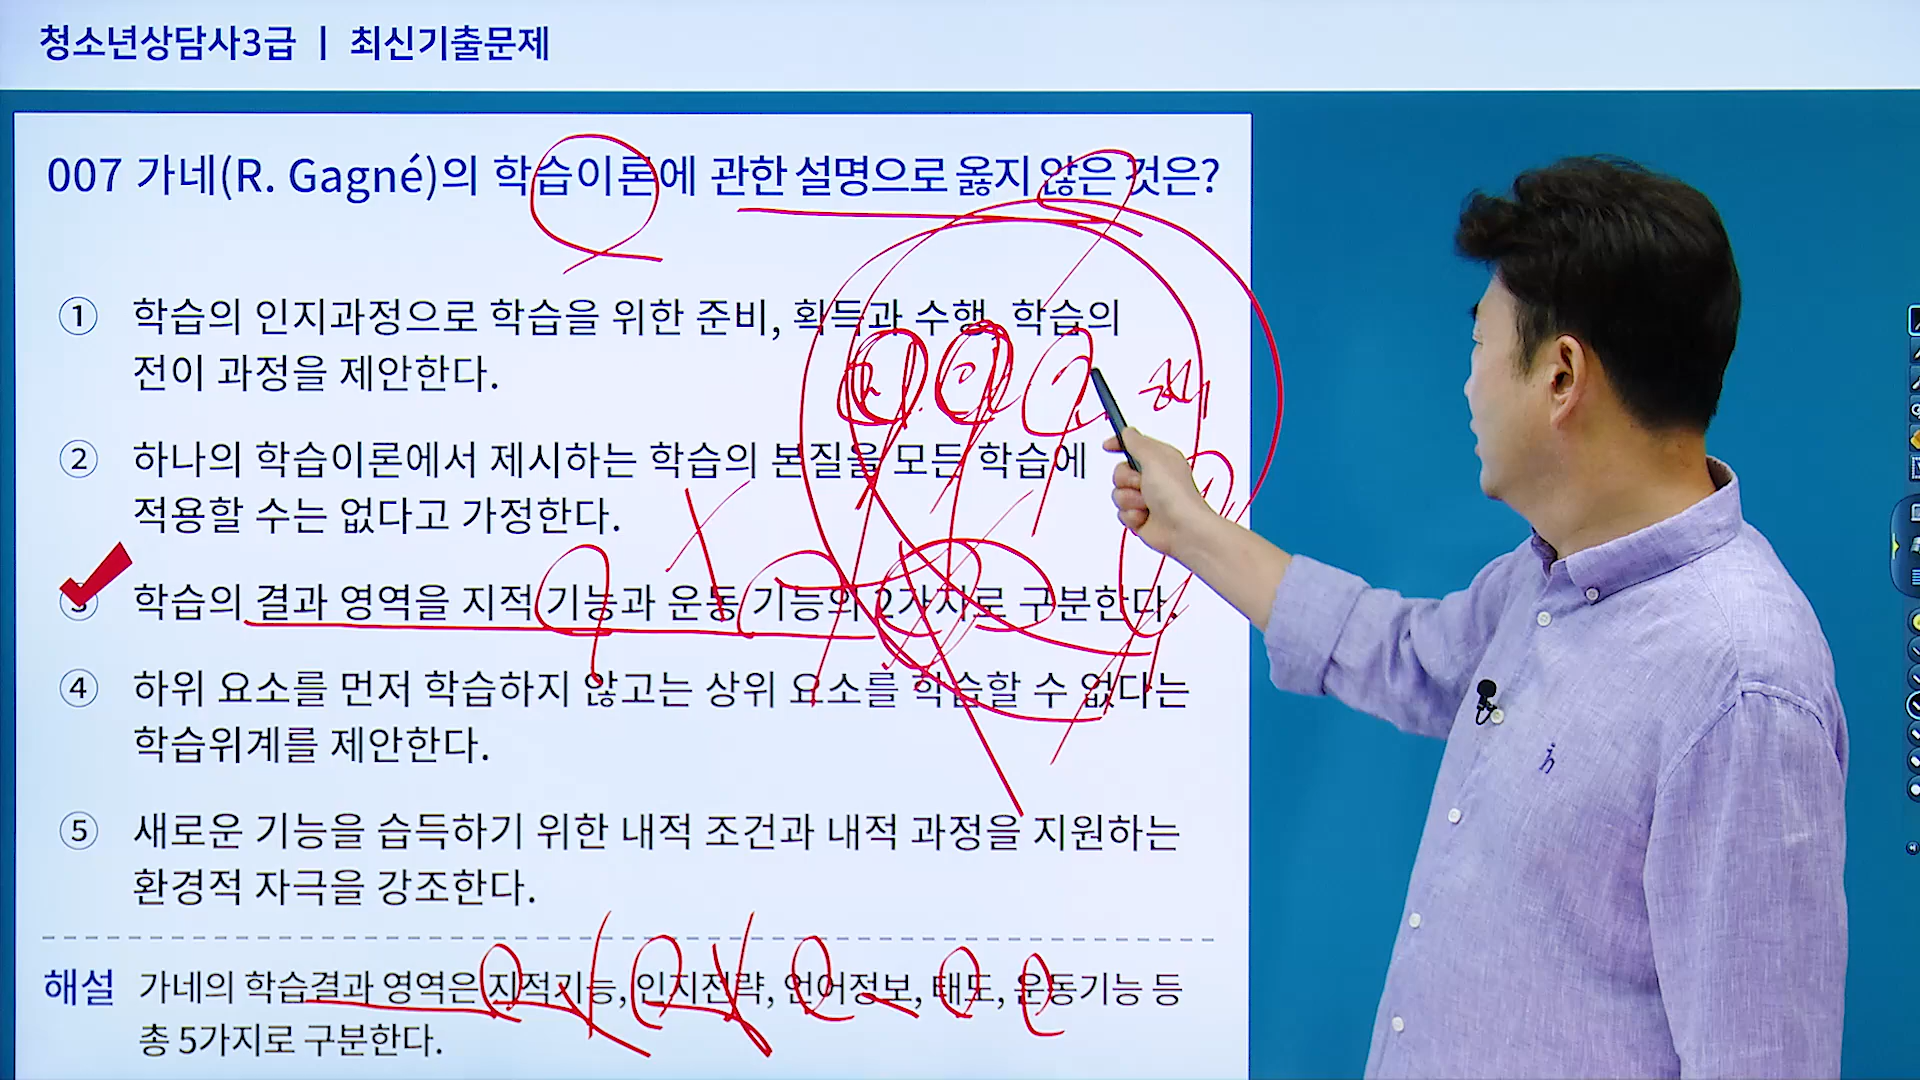 청소년상담사3급 | 최신기출문제
007 가네(R. Gagné)의 학습이론에 관한 설명으로 옳지 않은 것은?
① 학습의 인지과정으로 학습을 위한 준비, 획득과 수행, 학습의
전이 과정을 제안한다.
② 하나의 학습이론에서 제시하는 학습의 본질을 모든 학습에
적용할 수는 없다고 가정한다.
③ 학습의 결과 영역을 지적 기능과 운동 기능의 2가지로 구분한다.
④ 하위 요소를 먼저 학습하지 않고는 상위 요소를 학습할 수 없다는
학습위계를 제안한다.
⑤ 새로운 기능을 습득하기 위한 내적 조건과 내적 과정을 지원하는
환경적 자극을 강조한다.
해설 가네의 학습결과 영역은 지적기능, 인지전략, 언어정보, 태도, 운동기능 등
총 5가지로 구분한다.